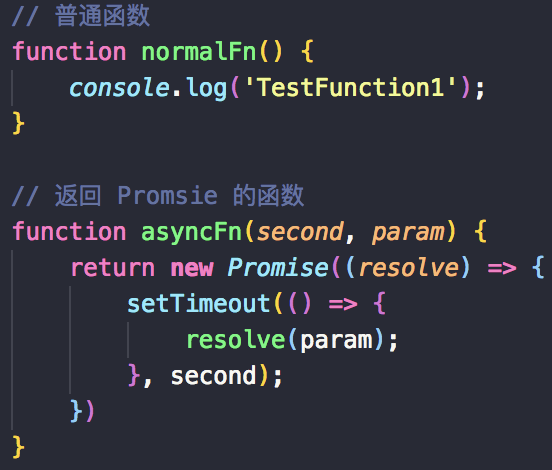 // 普通函数
function normalFn() {
    console.log('TestFunction1');
}

// 返回 Promsie 的函数
function asyncFn(second, param) {
    return new Promise((resolve) => {
        setTimeout(() => {
            resolve(param);
        }, second);
    })
}